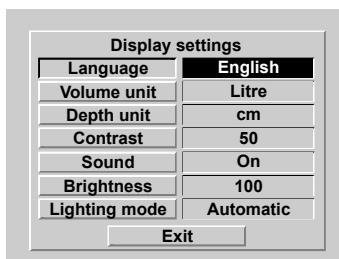 Display settings
Language English
Volume unit Litre
Depth unit cm
Contrast 50
Sound On
Brightness 100
Lighting mode Automatic
Exit